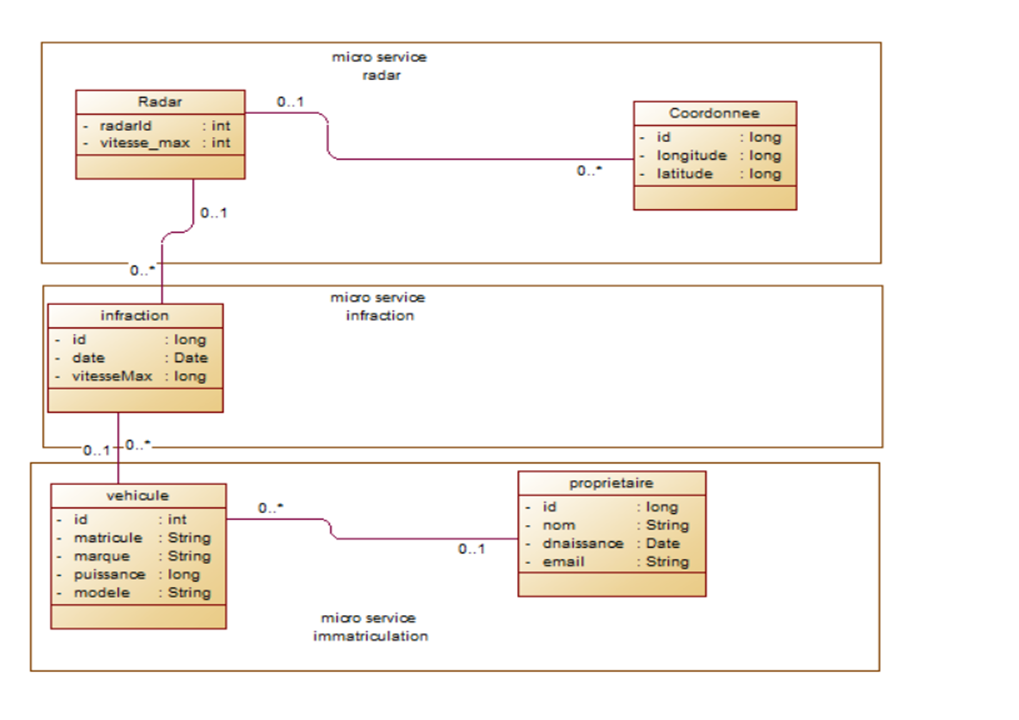 micro service
radar
Radar
- radarId : int
- vitesse_max : int
0..1
0..*
Coordonnee
- id : long
- longitude : long
- latitude : long
0..1
0..*
micro service
infraction
infraction
- id : long
- date : Date
- vitesseMax : long
0..1
0..*
vehicule
- id : int
- matricule : String
- marque : String
- puissance : long
- modele : String
0..*
0..1
proprietaire
- id : long
- nom : String
- dnaissance : Date
- email : String
micro service
immatriculation